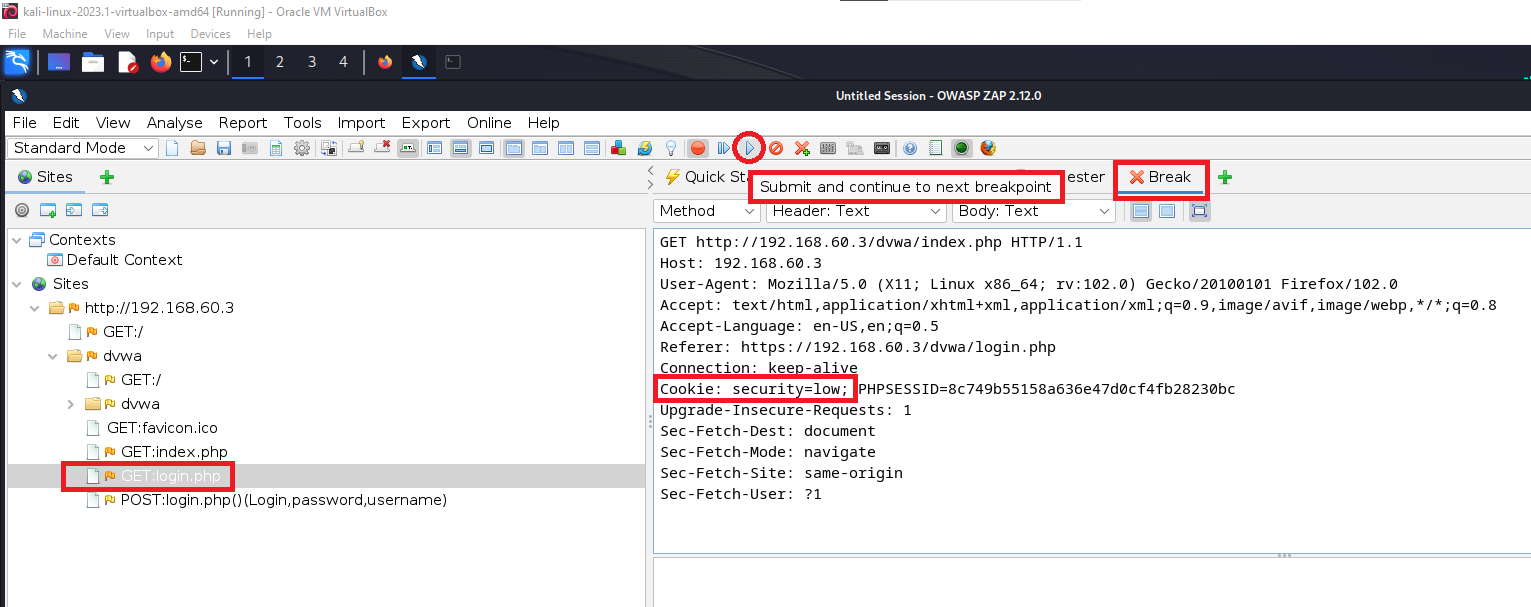 kali-linux-2023.1-virtualbox-amd64 [Running] - Oracle VM VirtualBox
File Machine View Input Devices Help
1 2 3 4
Untitled Session - OWASP ZAP 2.12.0
File Edit View Analyse Report Tools Import Export Online Help
Standard Mode
Sites
Quick Sta
ester
Break
Submit and continue to next breakpoint
Method Header: Text Body: Text
Contexts
Default Context
Sites
http://192.168.60.3
GET:/
dvwa
GET:/
dvwa
GET:favicon.ico
GET:index.php
GET:login.php
POST:login.php()(Login,password,username)
GET http://192.168.60.3/dvwa/index.php HTTP/1.1
Host: 192.168.60.3
User-Agent: Mozilla/5.0 (X11; Linux x86_64; rv:102.0) Gecko/20100101 Firefox/102.0
Accept: text/html,application/xhtml+xml,application/xml;q=0.9,image/avif,image/webp,*/*;q=0.8
Accept-Language: en-US,en;q=0.5
Referer: https://192.168.60.3/dvwa/login.php
Connection: keep-alive
Cookie: security=low; PHPSESSID=8c749b55158a636e47d0cf4fb28230bc
Upgrade-Insecure-Requests: 1
Sec-Fetch-Dest: document
Sec-Fetch-Mode: navigate
Sec-Fetch-Site: same-origin
Sec-Fetch-User: ?1